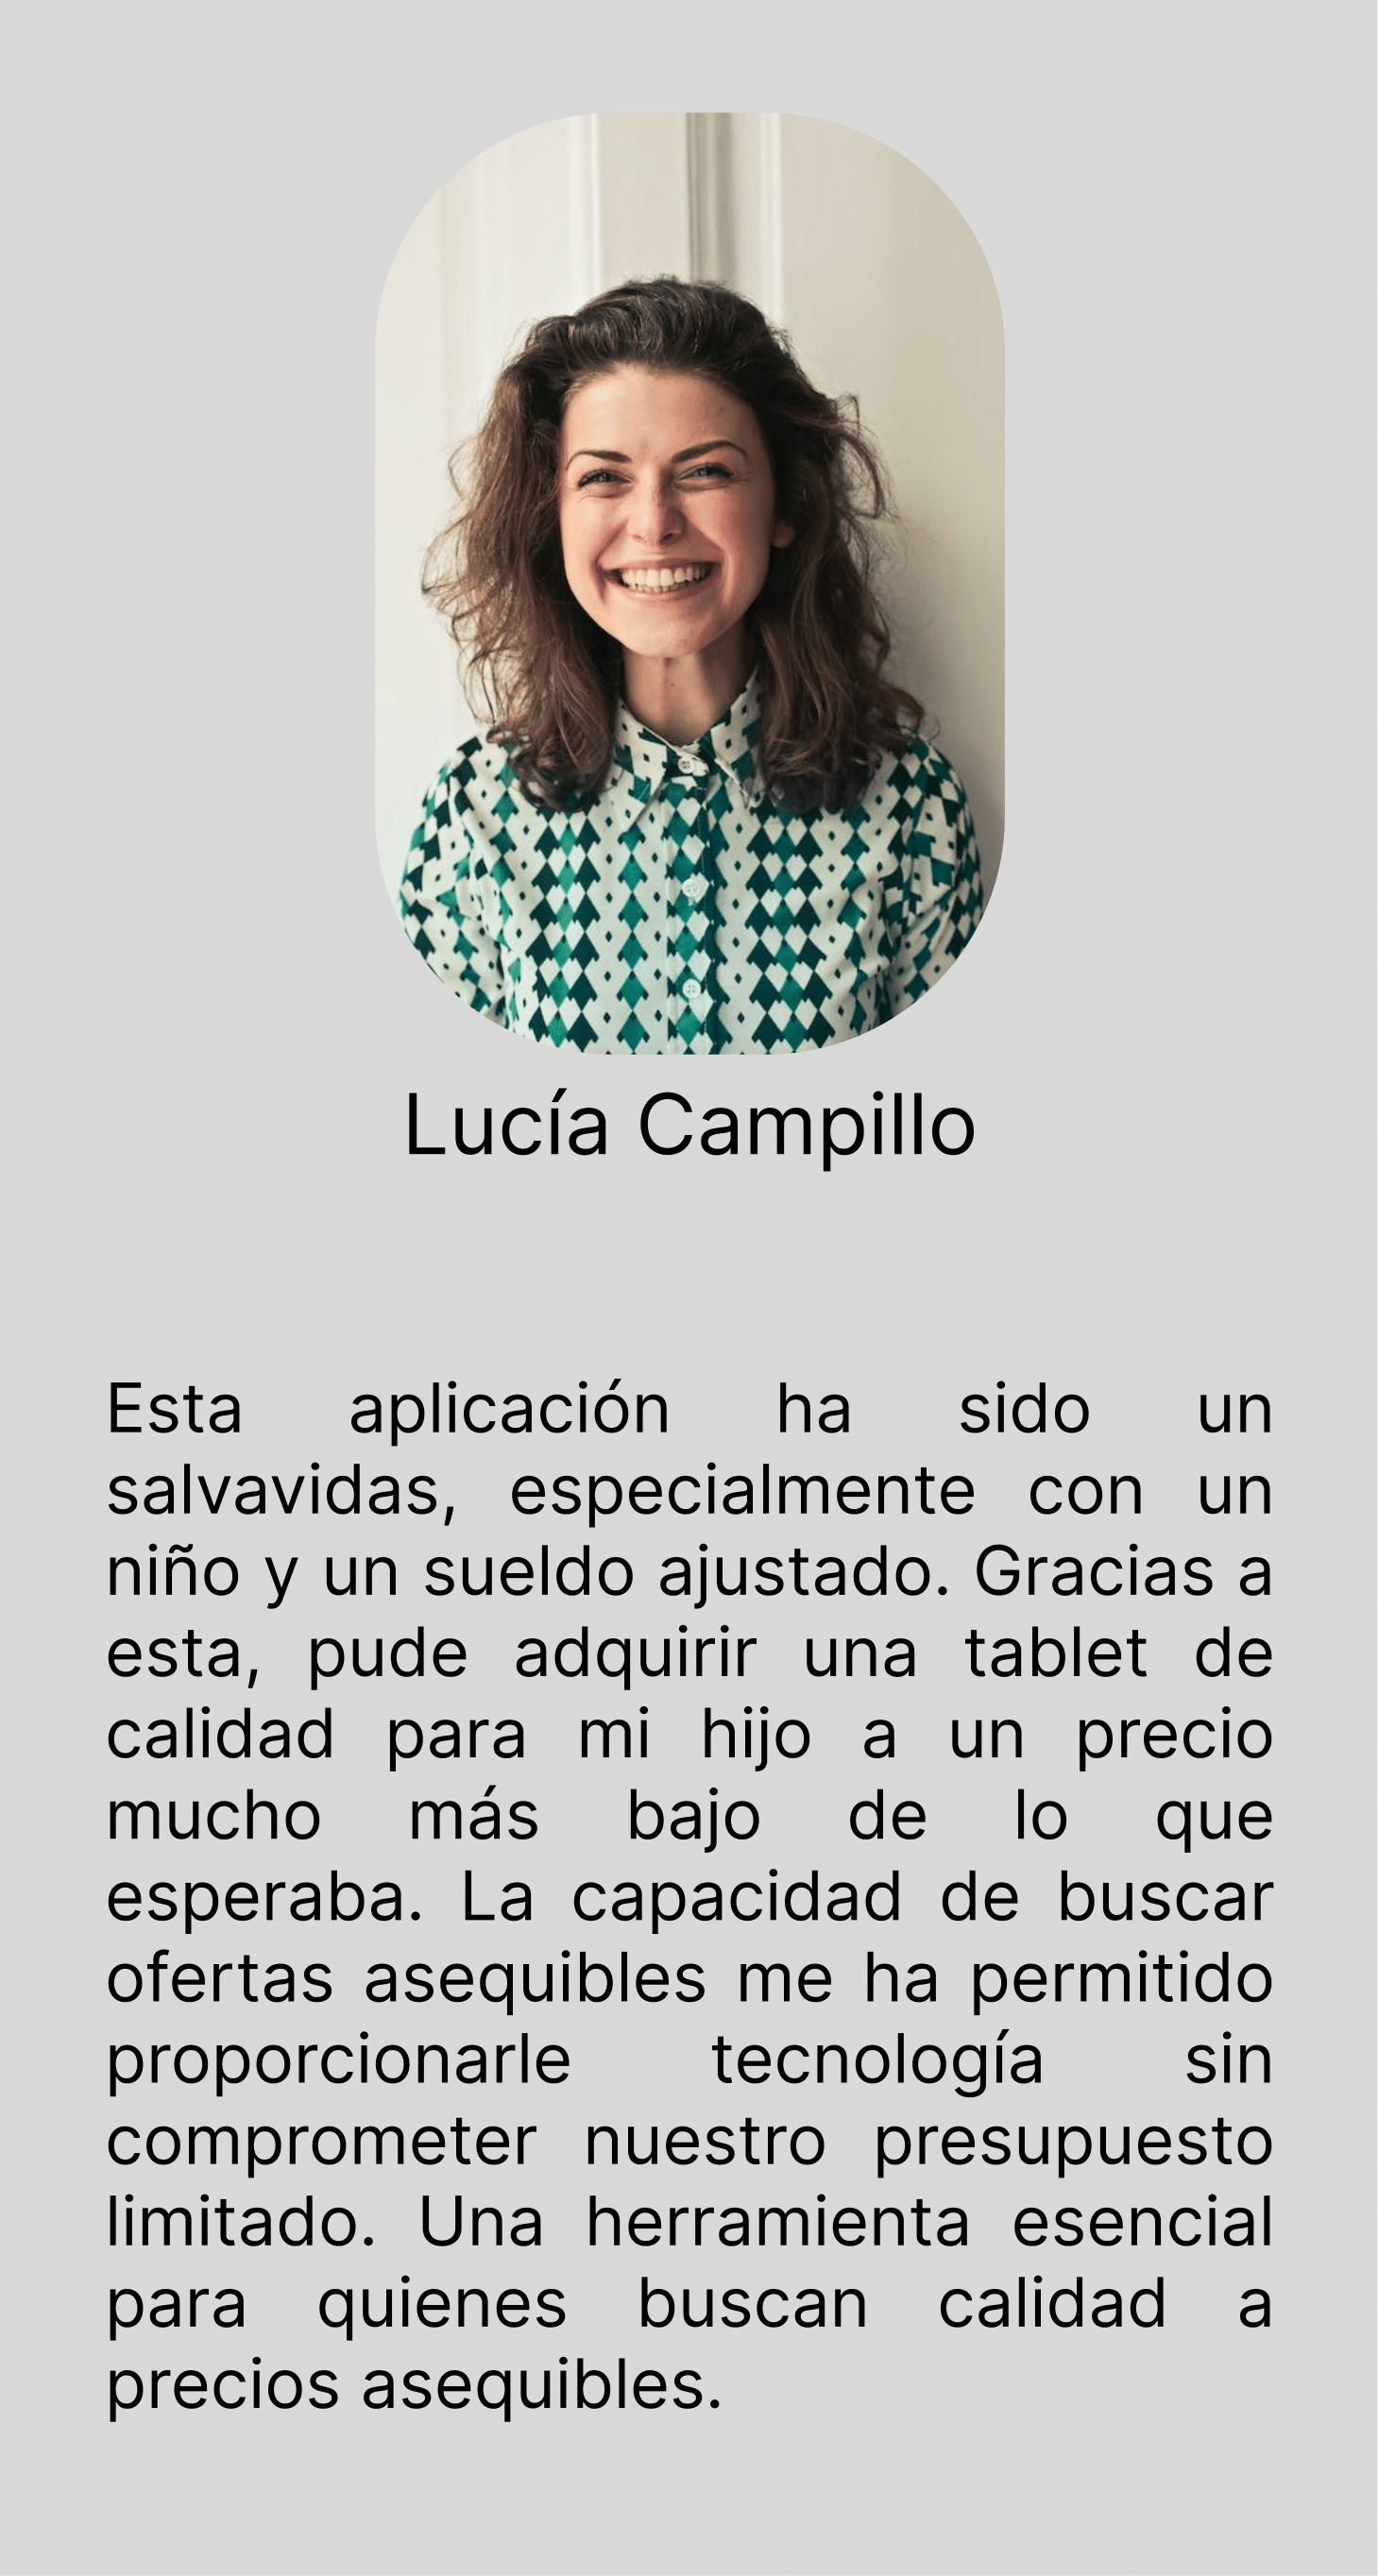 Lucía Campillo
Esta aplicación ha sido un
salvavidas, especialmente con un
niño y un sueldo ajustado. Gracias a
esta, pude adquirir una tablet de
calidad para mi hijo a un precio
mucho más bajo de lo que
esperaba. La capacidad de buscar
ofertas asequibles me ha permitido
proporcionarle tecnología sin
comprometer nuestro presupuesto
limitado. Una herramienta esencial
para quienes buscan calidad a
precios asequibles.